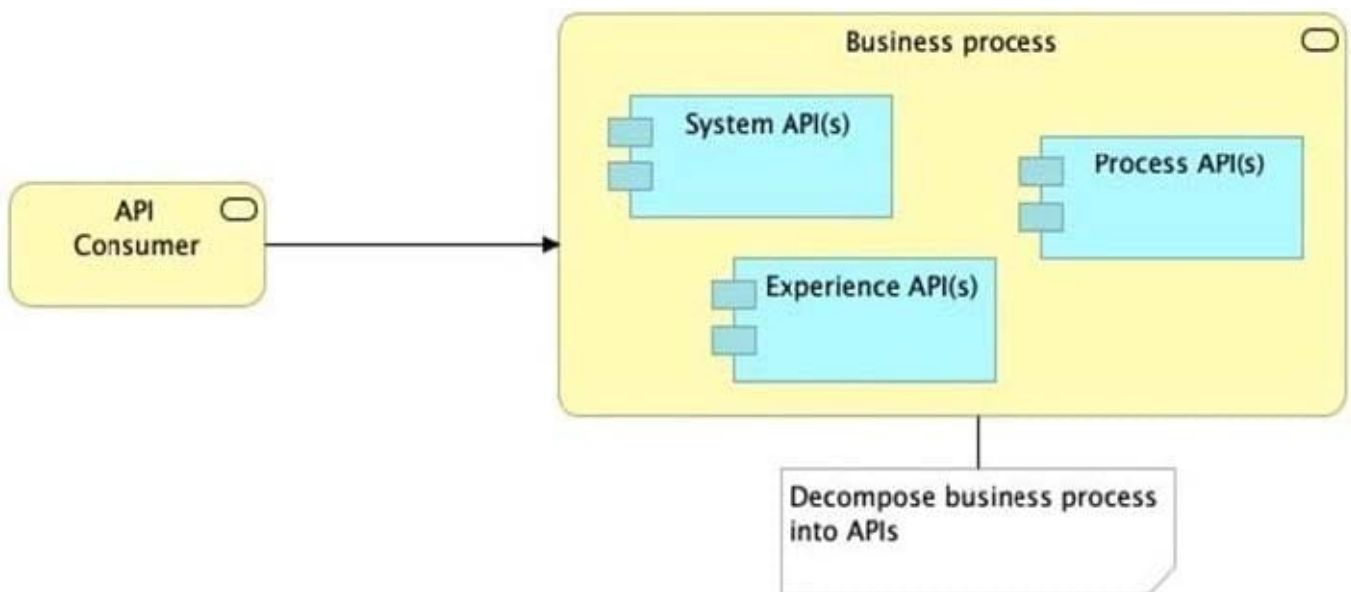 Business process
System API(s)
Process API(s)
API
Consumer
Experience API(s)
Decompose business process
into APIs